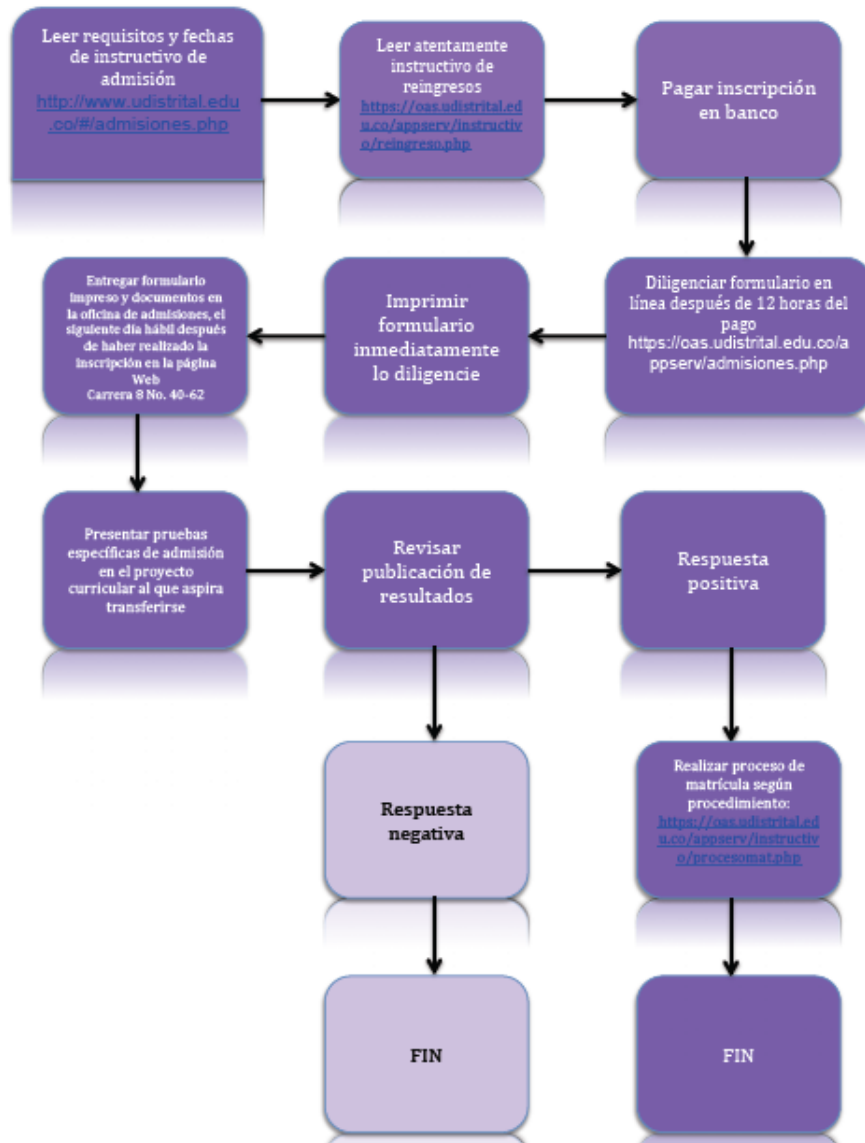 Leer requisitos y fechas
de instructivo de
admisión
http://www.udistrital.edu
.co/#/admisiones.php
Leer atentamente
instructivo de
reingresos
https://oas.udistrital.ed
u.co/appserv/instructiv
o/reingreso.php
Pagar inscripción
en banco
Diligenciar formulario en
línea después de 12 horas del
pago
https://oas.udistrital.edu.co/a
ppserv/admisiones.php
Imprimir
formulario
inmediatamente
lo diligencie
Entregar formulario
impreso y documentos en
la oficina de admisiones, el
siguiente día hábil después
de haber realizado la
inscripción en la página
Web
Carrera 8 No. 40-62
Presentar pruebas
específicas de admisión
en el proyecto
curricular al que aspira
transferirse
Revisar
publicación de
resultados
Respuesta
positiva
Respuesta
negativa
Realizar proceso de
matrícula según
procedimiento:
https://oas.udistrital.ed
u.co/appserv/instructiv
o/procesomat.php
FIN
FIN